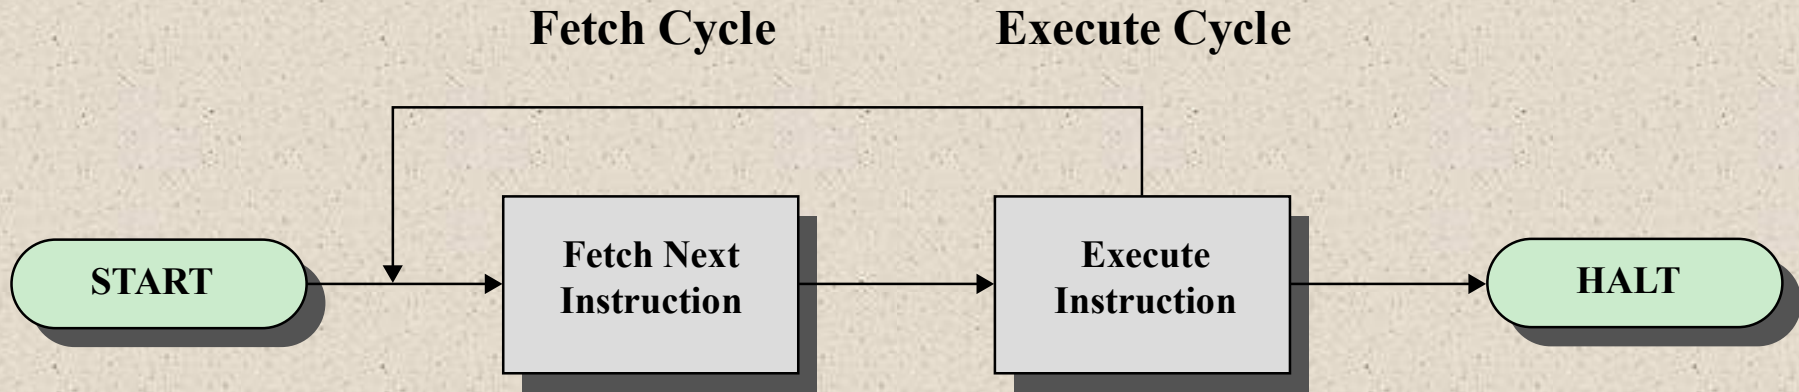 Fetch Cycle
Execute Cycle
START
Fetch Next
Instruction
Execute
Instruction
HALT